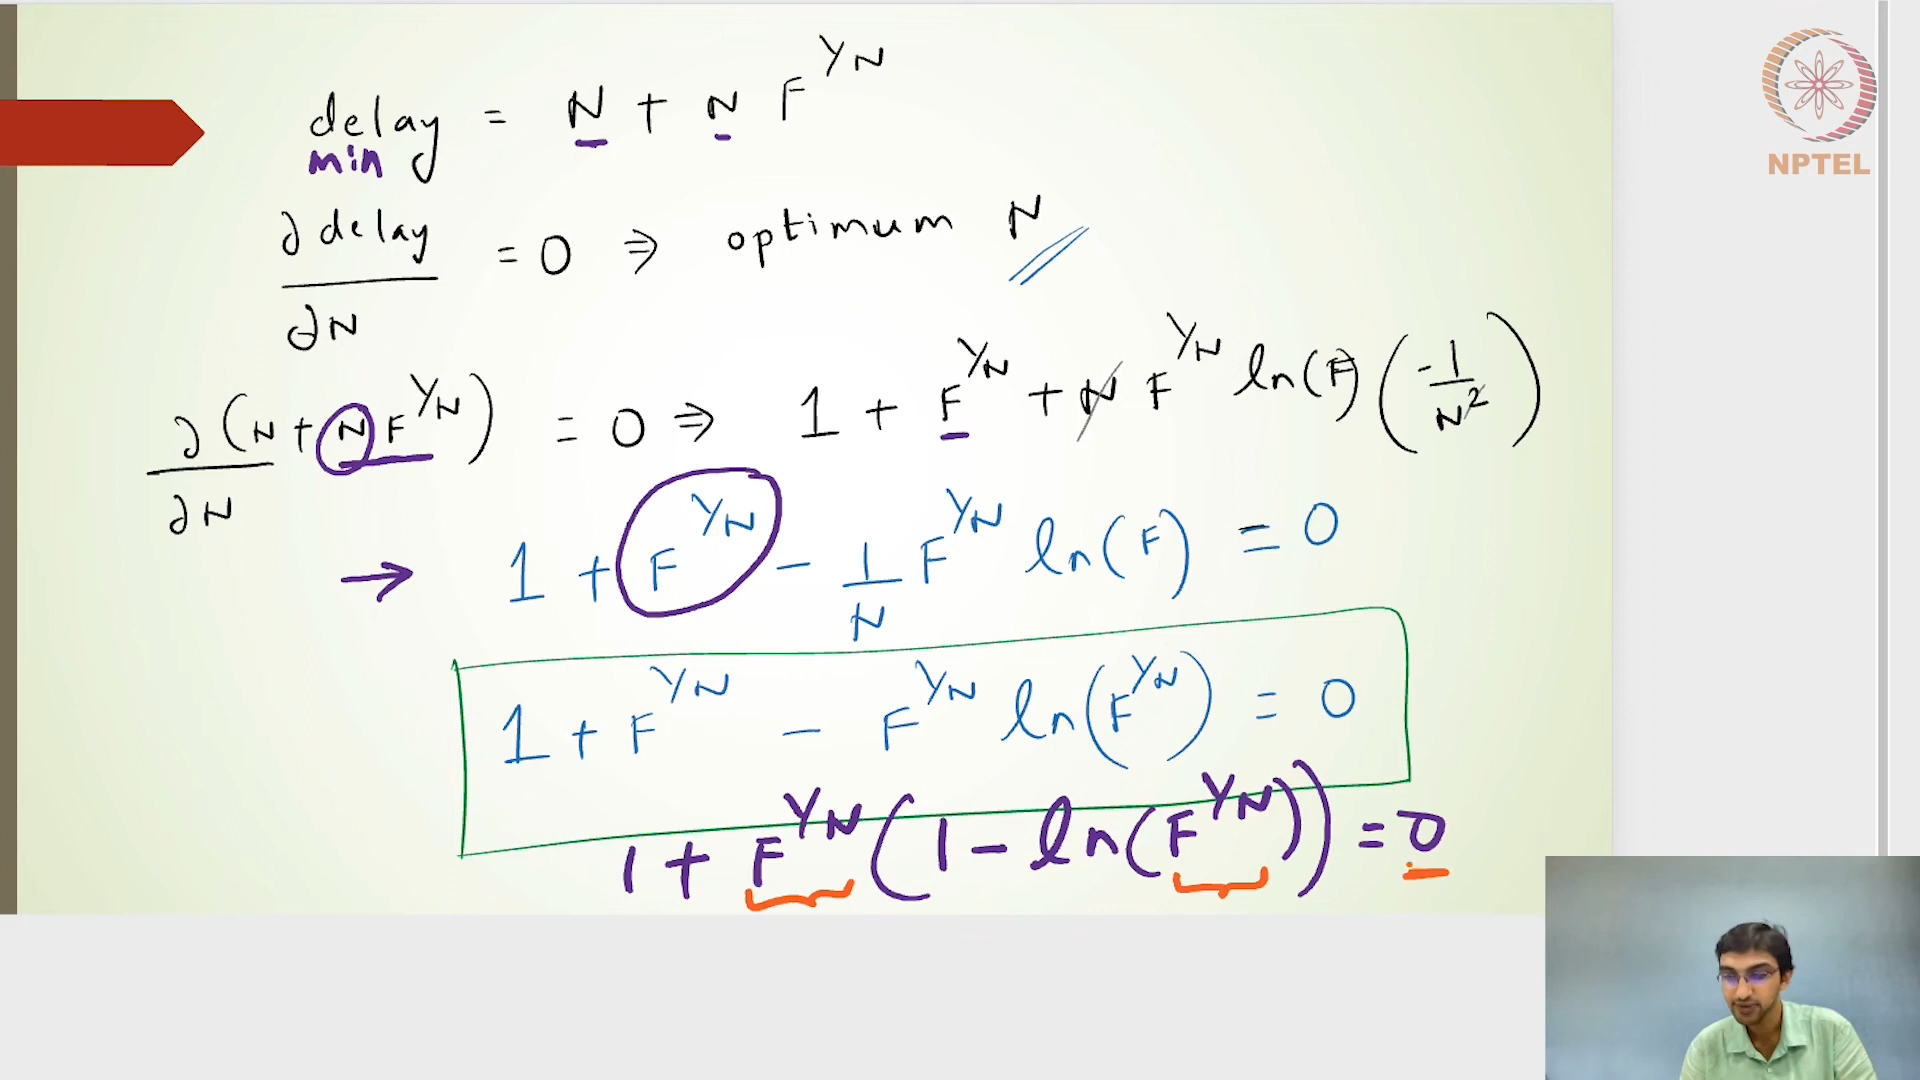 delay = N + N F^{1/N}
min
∂ delay / ∂N = 0 ⇒ optimum N
∂(N + N F^{1/N}) / ∂N = 0 ⇒ 1 + F^{1/N} + N F^{1/N} ln(F) (-1/N²)
→ 1 + F^{1/N} - 1/N F^{1/N} ln(F) = 0
1 + F^{1/N} - F^{1/N} ln(F^{1/N}) = 0
1 + F^{1/N} (1 - ln(F^{1/N})) = 0
NPTEL